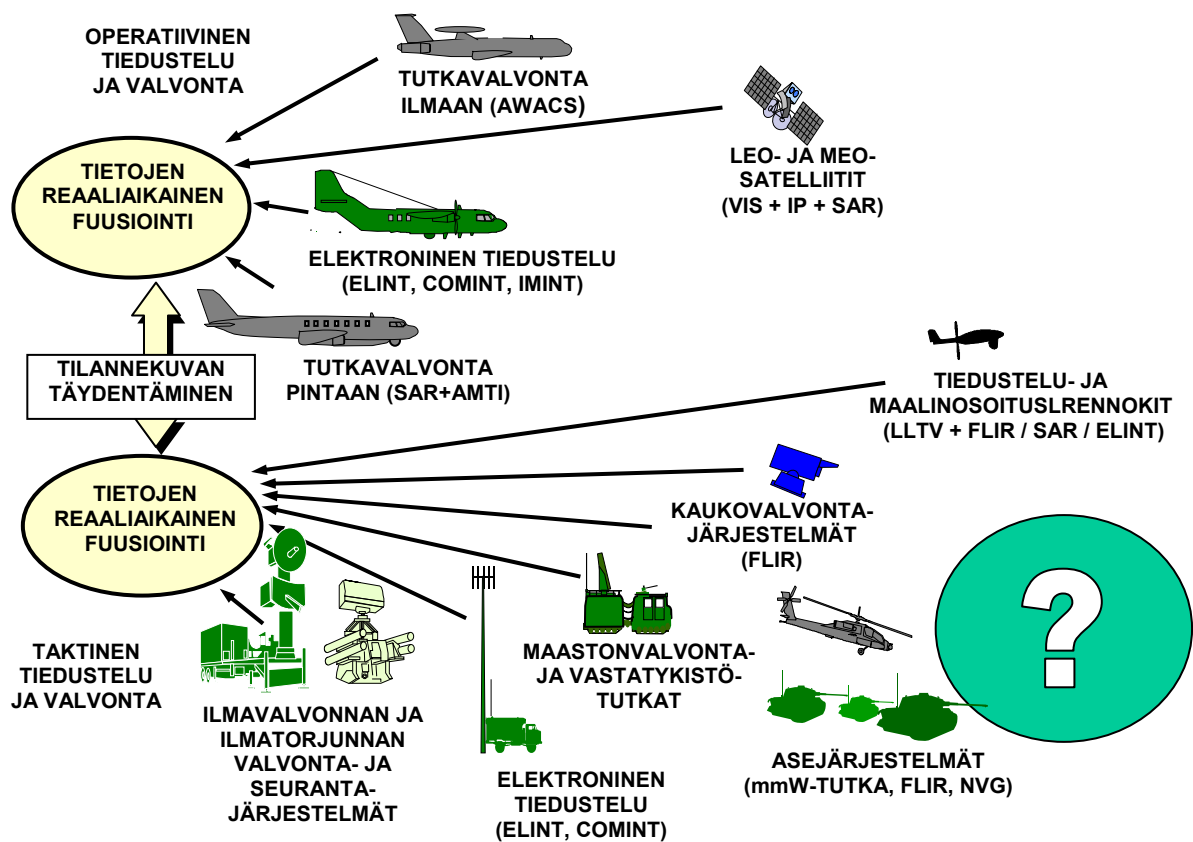 OPERATIIVINEN
TIEDUSTELU
JA VALVONTA
TUTKAVALVONTA
ILMAAN (AWACS)
LEO- JA MEO-
SATELLIITIT
(VIS + IP + SAR)
TIETOJEN
REAALIAIKAINEN
FUUSIOINTI
ELEKTRONINEN TIEDUSTELU
(ELINT, COMINT, IMINT)
TUTKAVALVONTA
PINTAAN (SAR+AMTI)
TILANNEKUVAN
TÄYDENTÄMINEN
TIEDUSTELU- JA
MAALINOSOITUSLRENNOKIT
(LLTV + FLIR / SAR / ELINT)
TIETOJEN
REAALIAIKAINEN
FUUSIOINTI
KAUKOVALVONTA-
JÄRJESTELMÄT
(FLIR)
?
TAKTINEN
TIEDUSTELU
JA VALVONTA
MAASTONVALVONTA-
JA VASTATYKISTÖ-
TUTKAT
ILMAVALVONNAN JA
ILMATORJUNNAN
VALVONTA- JA
SEURANTA-
JÄRJESTELMÄT
ELEKTRONINEN
TIEDUSTELU
(ELINT, COMINT)
ASEJÄRJESTELMÄT
(mmW-TUTKA, FLIR, NVG)